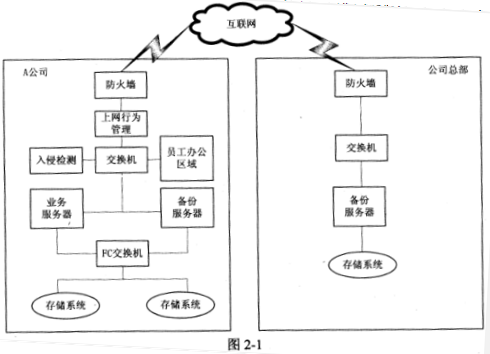 互联网
A公司
公司总部
防火墙
防火墙
上网行为
管理
入侵检测
交换机
员工办公
区域
交换机
业务
服务器
备份
服务器
备份
服务器
FC交换机
存储系统
存储系统
存储系统
图 2-1